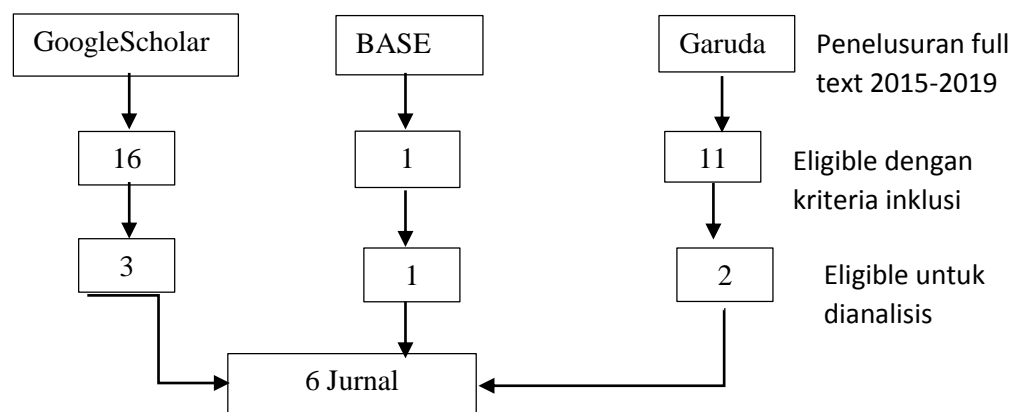 GoogleScholar
BASE
Garuda
Penelusuran full
text 2015-2019
16
1
11
Eligible dengan
kriteria inklusi
3
1
2
Eligible untuk
dianalisis
6 Jurnal